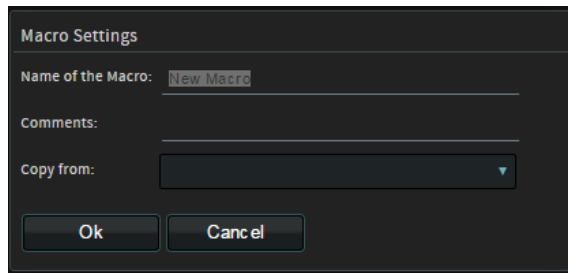 Macro Settings
Name of the Macro: New Macro
Comments:
Copy from:
Ok Cancel